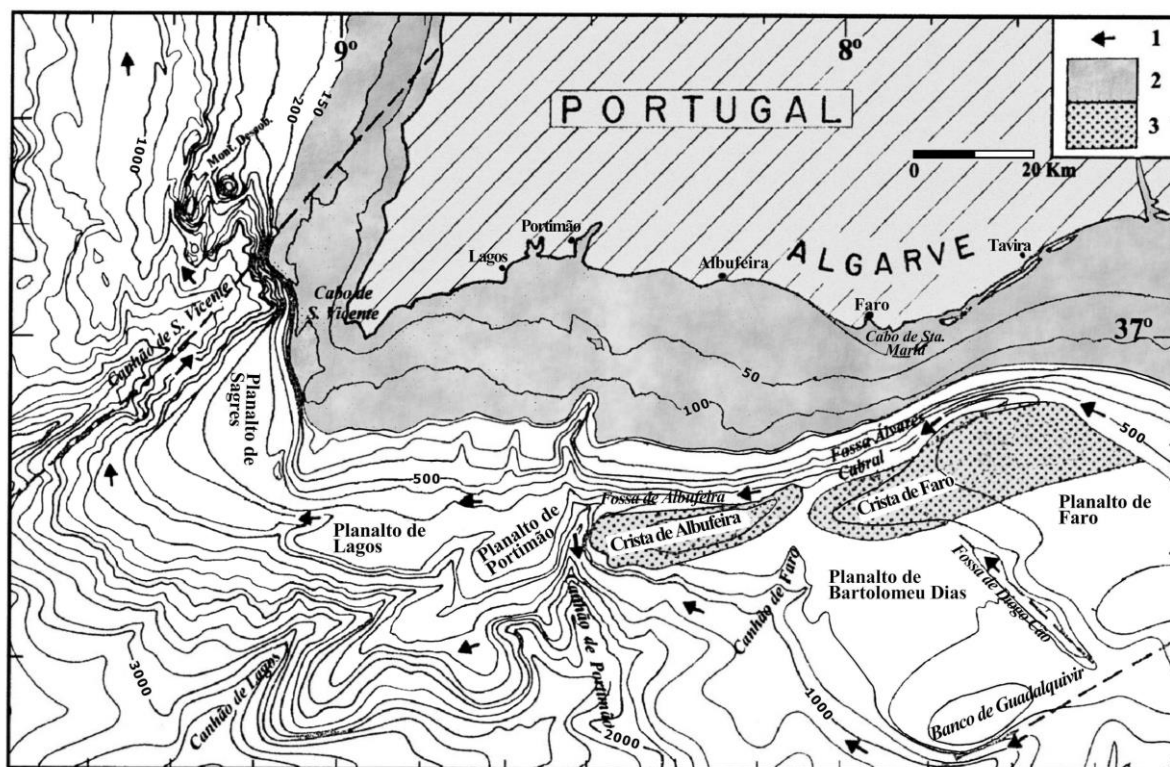 9°
8°
1
2
3
PORTUGAL
0
20 Km
200
150
1000
Mont. Descob.
Portimão
Lagos
Albufeira
ALGARVE
Tavira
Faro
Cabo de Sta.
Maria
37°
Cabo de
S. Vicente
Canhão de S. Vicente
Planalto de
Sagres
50
100
500
500
Fossa Álvares
Cabral
Crista de Faro
Fossa de Albufeira
Crista de Albufeira
Planalto de
Faro
Planalto de
Lagos
Planalto de
Portimão
Planalto de
Bartolomeu Dias
Fossa de Diogo Cão
Canhão de Faro
Canhão de Portimão
Canhão de Lagos
3000
2000
1000
Banco de Guadalquivir